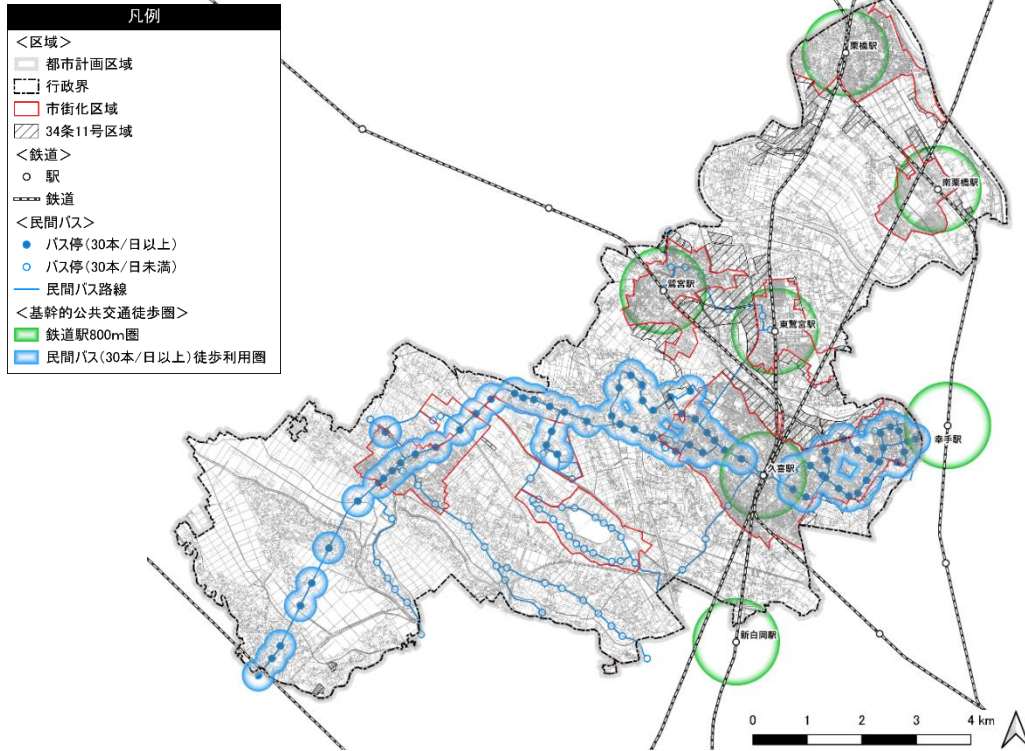 凡例
<区域>
都市計画区域
行政界
市街化区域
34条11号区域
<鉄道>
駅
鉄道
<民間バス>
バス停(30本/日以上)
バス停(30本/日未満)
民間バス路線
<基幹的公共交通徒歩圏>
鉄道駅800m圏
民間バス(30本/日以上)徒歩利用圏
栗橋駅
南栗橋駅
鷲宮駅
東鷲宮駅
幸手駅
久喜駅
新白岡駅
0 1 2 3 4 km